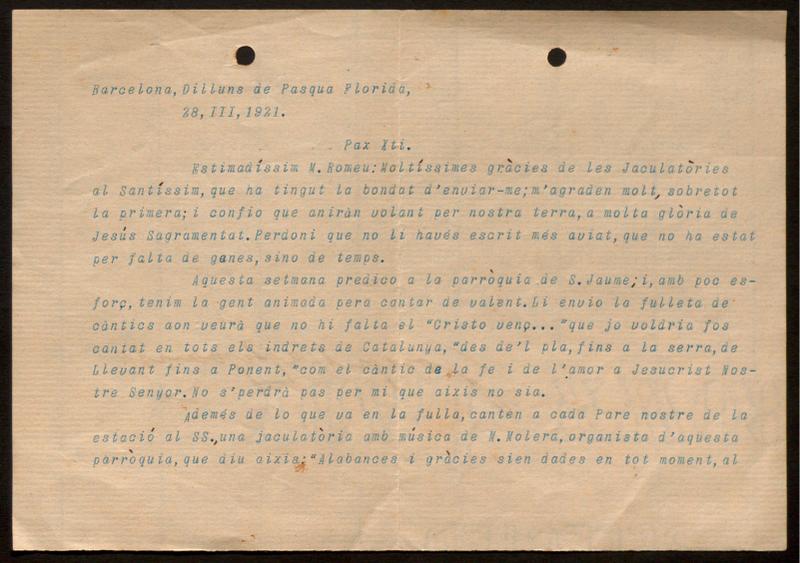 Barcelona, Dilluns de Pasqua Florida,
28, III, 1921.
Pax Xti.
Estimadíssim M. Romeu: Moltíssimes gràcies de les Jaculatòries
al Santíssim, que ha tingut la bondat d'enviar-me; m'agraden molt, sobretot
la primera; i confio que aniràn volant per nostra terra, a molta glòria de
Jesús Sagramentat. Perdoni que no li havés escrit més aviat, que no ha estat
per falta de ganes, sino de temps.
Aquesta setmana predico a la parròquia de S. Jaume; i, amb poc es-
forç, tenim la gent animada pera cantar de valent. Li envio la fulleta de
càntics aon veurà que no hi falta el "Cristo venç..." que jo voldria fos
cantat en tots els indrets de Catalunya, "des de'l pla, fins a la serra, de
Llevant fins a Ponent, "com el càntic de la fe i de l'amor a Jesucrist Nos-
tre Senyor. No s'perdrà pas per mi que aixis no sia.
Además de lo que va en la fulla, canten a cada Pare nostre de la
estació al SS., una jaculatòria amb música de M. Molera, organista d'aquesta
parròquia, que diu aixis: "Alabances i gràcies sien dades en tot moment, al